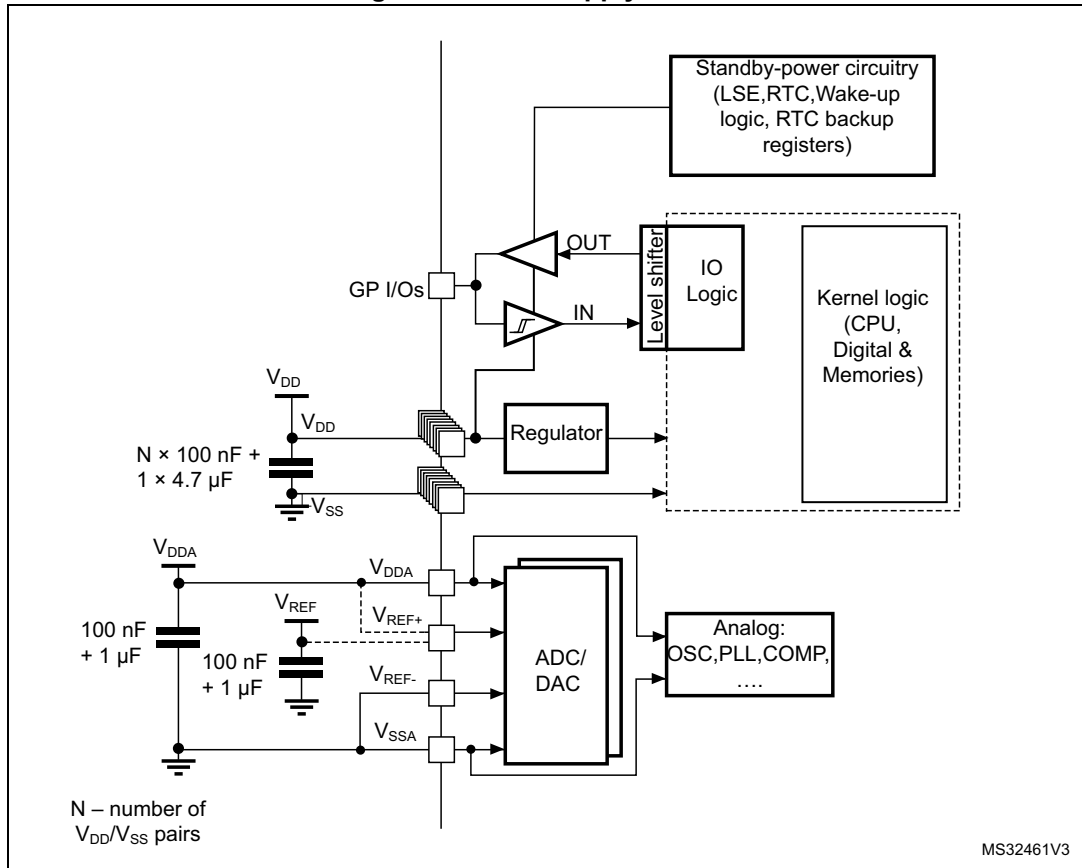 Standby-power circuitry
(LSE,RTC,Wake-up
logic, RTC backup
registers)
OUT
Level shifter
IO
Logic
GP I/Os
IN
Kernel logic
(CPU,
Digital &
Memories)
VDD
VDD
Regulator
N × 100 nF +
1 × 4.7 µF
VSS
VDDA
VDDA
VREF
VREF+
100 nF
+ 1 µF
100 nF
+ 1 µF
ADC/
DAC
Analog:
OSC,PLL,COMP,
....
VREF-
VSSA
N – number of
VDD/VSS pairs
MS32461V3